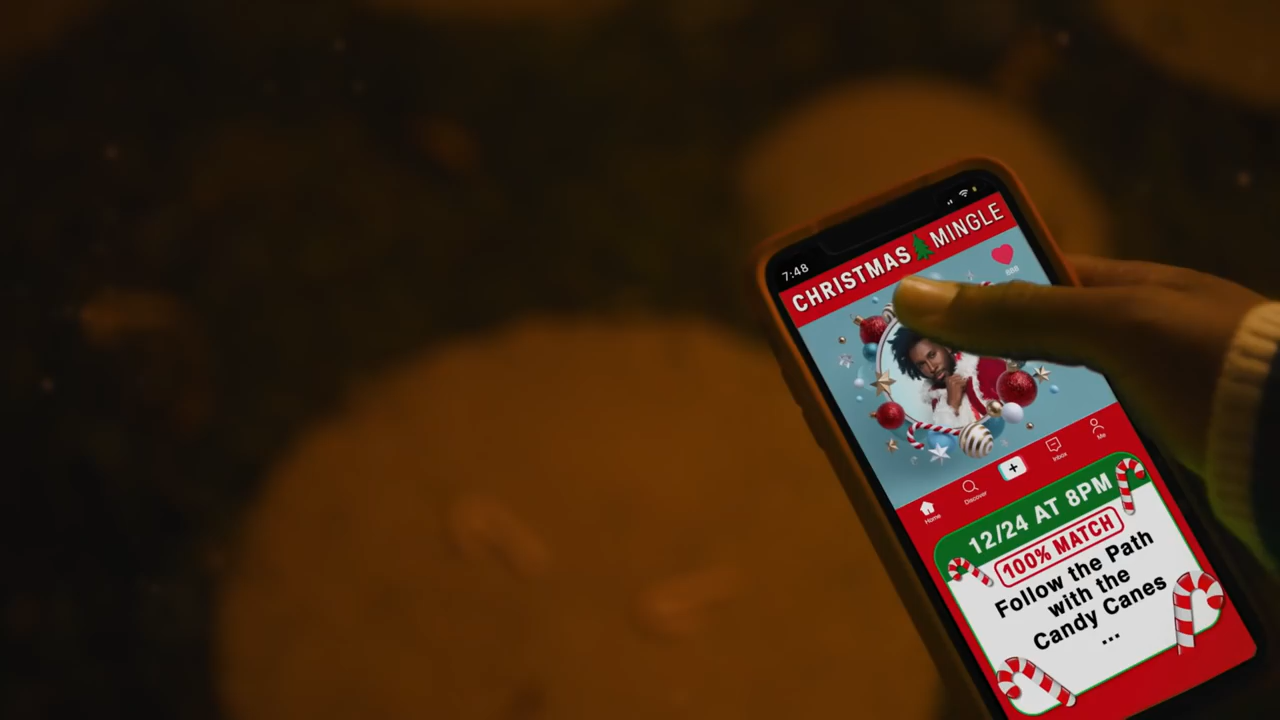 7:48
CHRISTMAS MINGLE
888
Home
Discover
Inbox
Me
12/24 AT 8PM
100% MATCH
Follow the Path
with the
Candy Canes
...